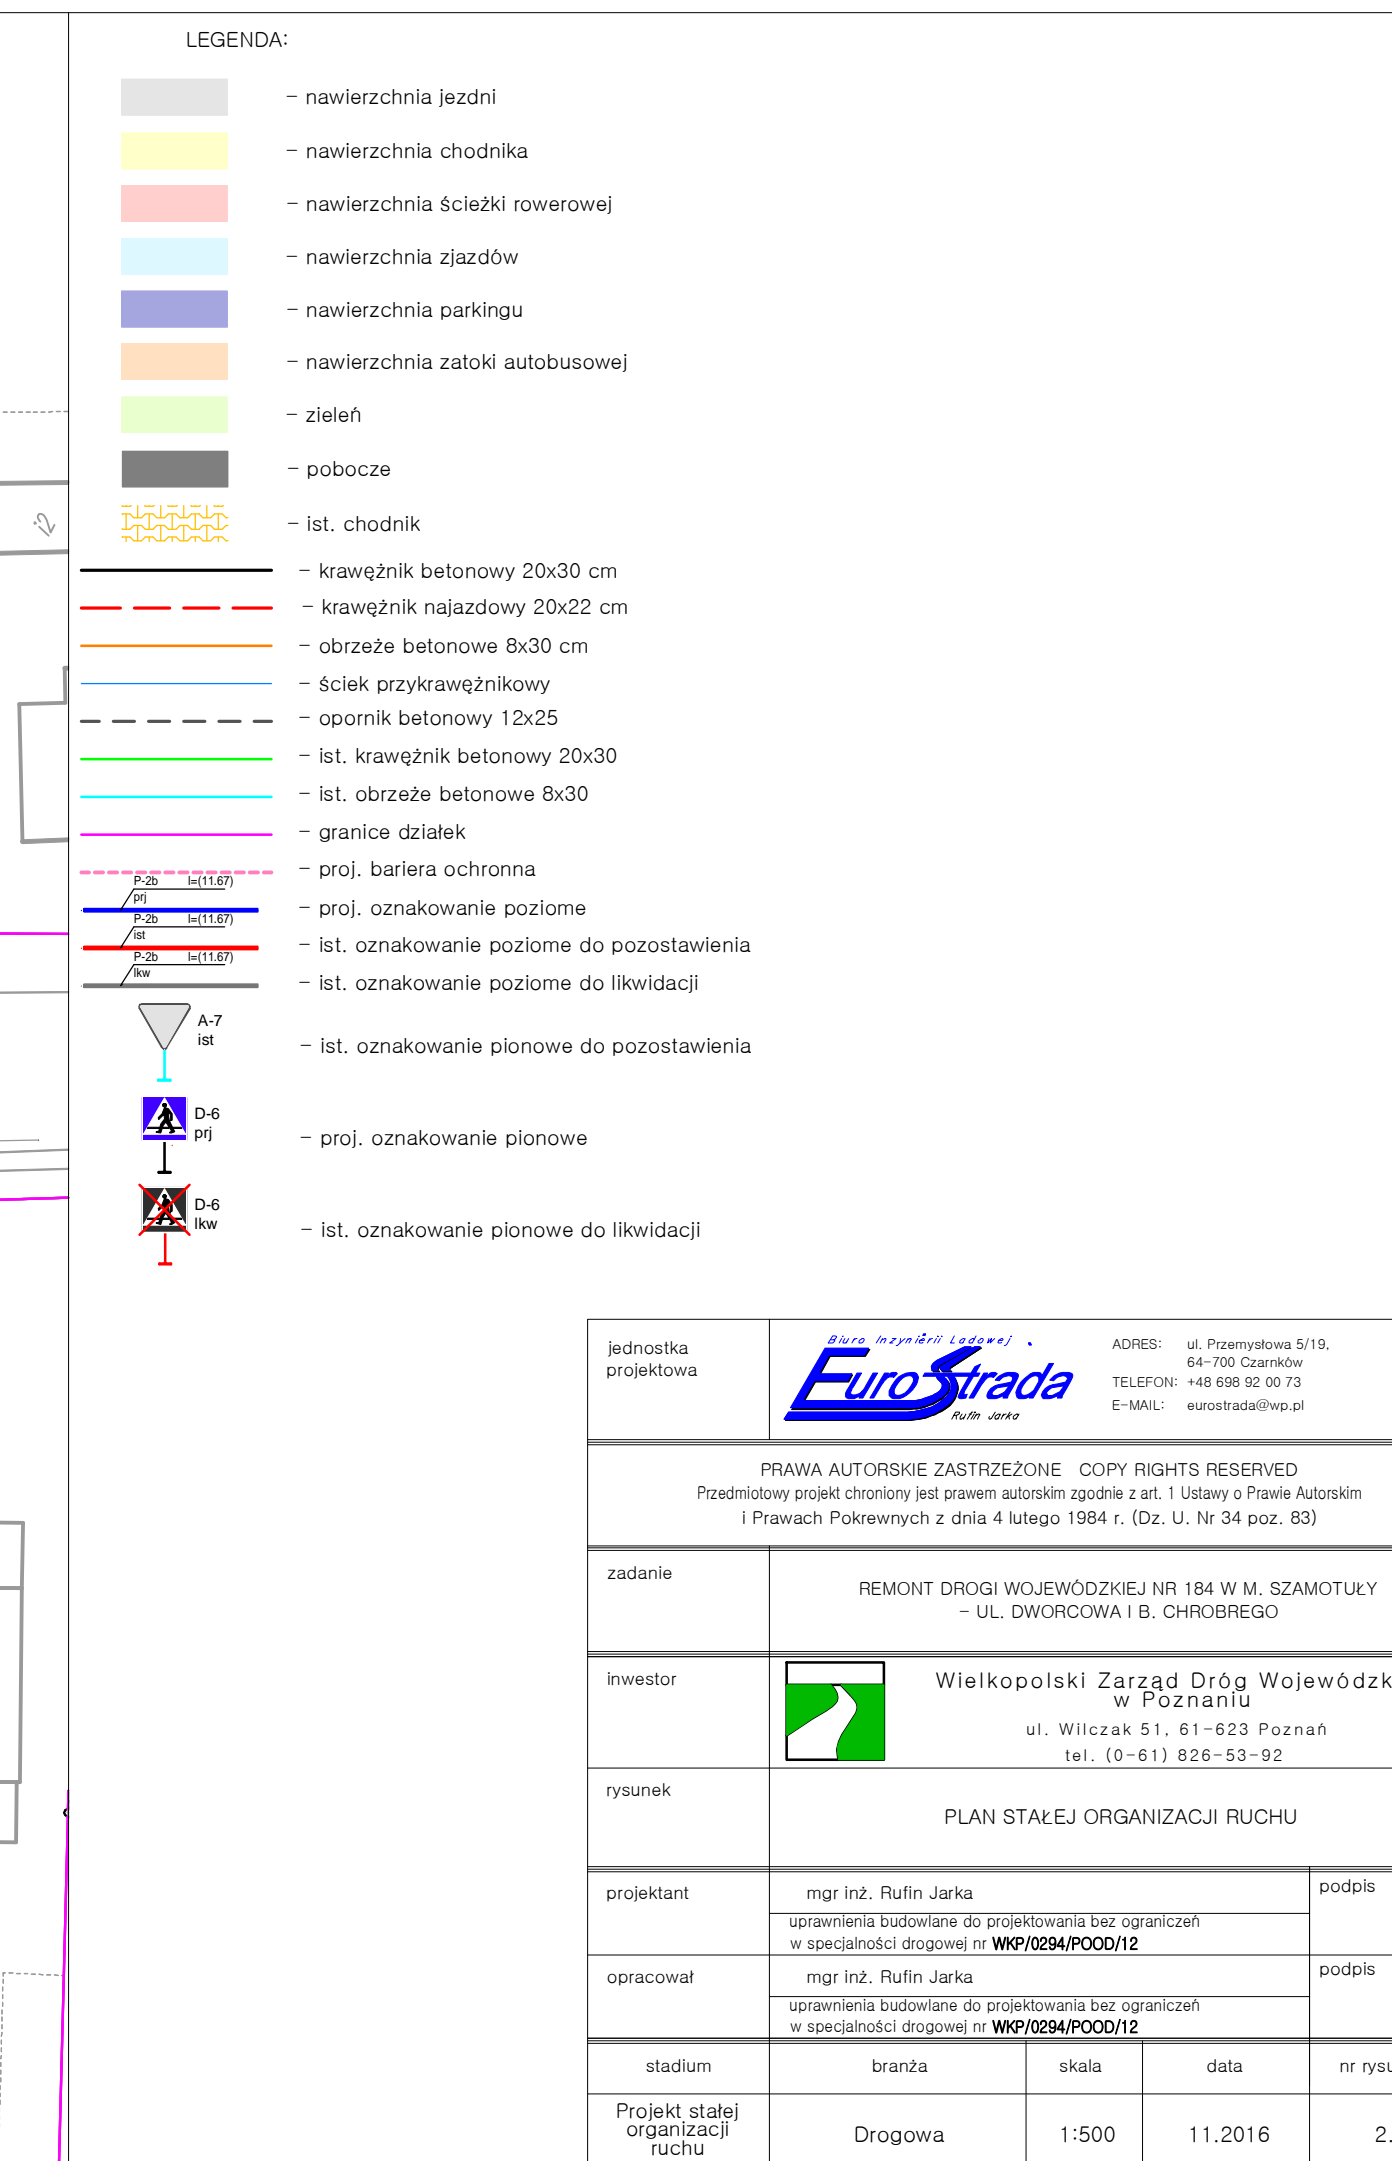 LEGENDA:
- nawierzchnia jezdni
- nawierzchnia chodnika
- nawierzchnia ścieżki rowerowej
- nawierzchnia zjazdów
- nawierzchnia parkingu
- nawierzchnia zatoki autobusowej
- zieleń
- pobocze
- ist. chodnik
- krawężnik betonowy 20x30 cm
- krawężnik najazdowy 20x22 cm
- obrzeże betonowe 8x30 cm
- ściek przykrawężnikowy
- opornik betonowy 12x25
- ist. krawężnik betonowy 20x30
- ist. obrzeże betonowe 8x30
- granice działek
- proj. bariera ochronna
P-2b l=(11.67)
prj
- proj. oznakowanie poziome
P-2b l=(11.67)
ist
- ist. oznakowanie poziome do pozostawienia
P-2b l=(11.67)
lkw
- ist. oznakowanie poziome do likwidacji
A-7
ist
- ist. oznakowanie pionowe do pozostawienia
D-6
prj
- proj. oznakowanie pionowe
D-6
lkw
- ist. oznakowanie pionowe do likwidacji
jednostka
projektowa
Biuro Inzynierii Ladowej
EuroStrada
Rufin Jarka
ADRES: ul. Przemysłowa 5/19,
64-700 Czarnków
TELEFON: +48 698 92 00 73
E-MAIL: eurostrada@wp.pl
PRAWA AUTORSKIE ZASTRZEŻONE COPY RIGHTS RESERVED
Przedmiotowy projekt chroniony jest prawem autorskim zgodnie z art. 1 Ustawy o Prawie Autorskim
i Prawach Pokrewnych z dnia 4 lutego 1984 r. (Dz. U. Nr 34 poz. 83)
zadanie
REMONT DROGI WOJEWÓDZKIEJ NR 184 W M. SZAMOTUŁY
- UL. DWORCOWA I B. CHROBREGO
inwestor
Wielkopolski Zarząd Dróg Wojewódzk
w Poznaniu
ul. Wilczak 51, 61-623 Poznań
tel. (0-61) 826-53-92
rysunek
PLAN STAŁEJ ORGANIZACJI RUCHU
projektant
mgr inż. Rufin Jarka
podpis
uprawnienia budowlane do projektowania bez ograniczeń
w specjalności drogowej nr WKP/0294/POOD/12
opracował
mgr inż. Rufin Jarka
podpis
uprawnienia budowlane do projektowania bez ograniczeń
w specjalności drogowej nr WKP/0294/POOD/12
stadium branża skala data nr rysu
Projekt stałej
organizacji
ruchu
Drogowa 1:500 11.2016 2.